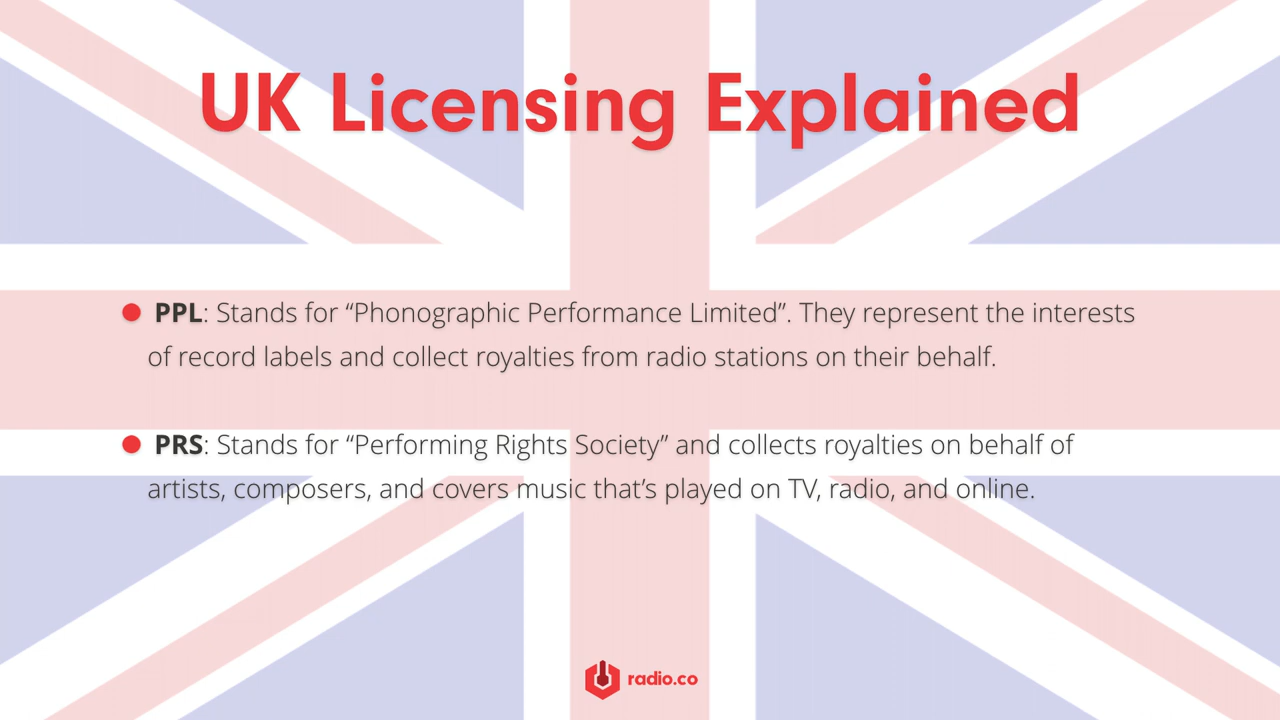 UK Licensing Explained
● PPL: Stands for “Phonographic Performance Limited”. They represent the interests
of record labels and collect royalties from radio stations on their behalf.
● PRS: Stands for “Performing Rights Society” and collects royalties on behalf of
artists, composers, and covers music that’s played on TV, radio, and online.
radio.co